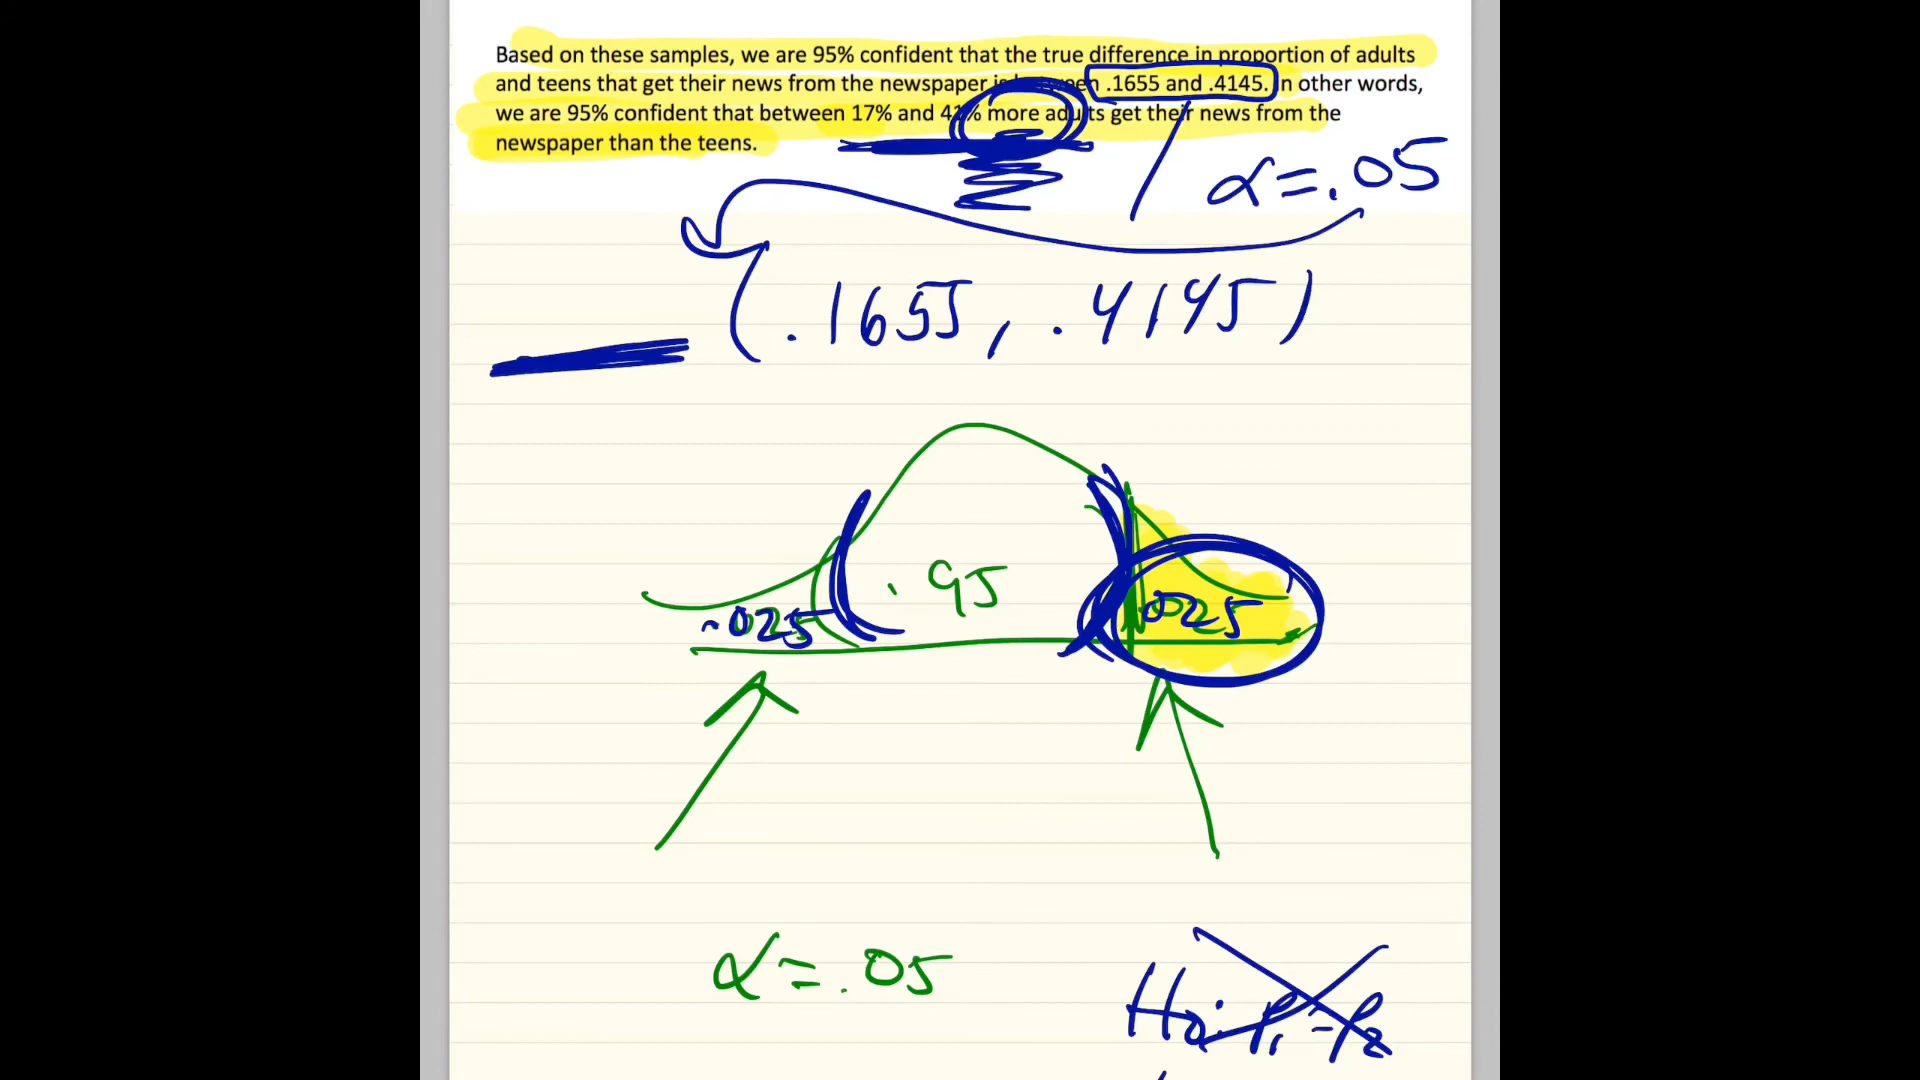 Based on these samples, we are 95% confident that the true difference in proportion of adults
and teens that get their news from the newspaper is between .1655 and .4145. In other words,
we are 95% confident that between 17% and 41% more adults get their news from the
newspaper than the teens.
α=.05
(.1655, .4145)
.95
.025 .025
α=.05
H₀: P₁=P₂